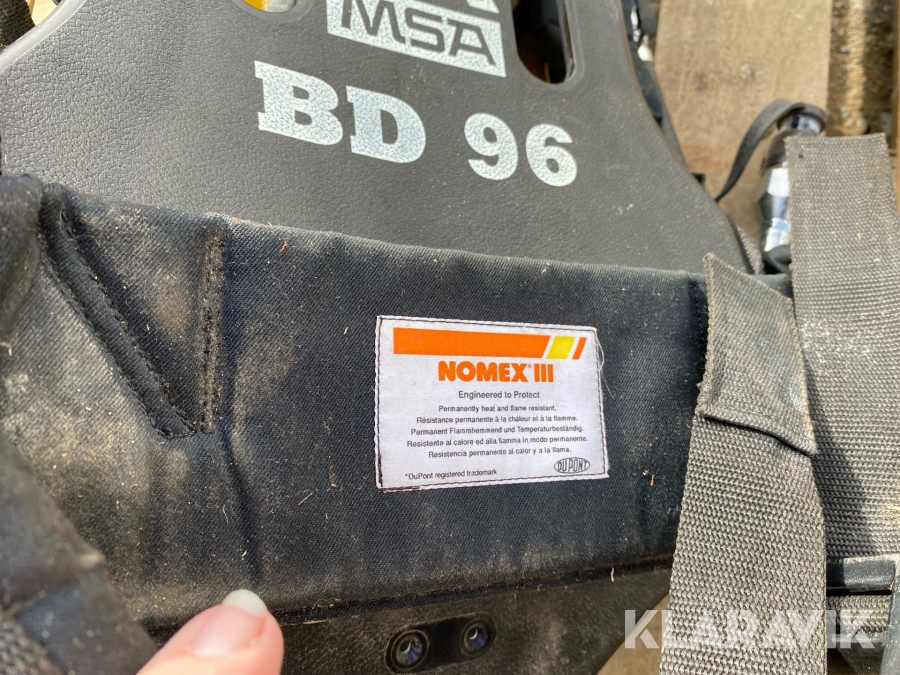 MSA
BD 96
NOMEX® III
Engineered to Protect
Permanently heat and flame resistant.
Résistance permanente à la chaleur et à la flamme.
Permanent Flammhemmend und Temperaturbeständig.
Resistente al calore ed alla fiamma in modo permanente.
Resistencia permanente al calor y a la llama.
DU PONT
*DuPont registered trademark
KLARAVIK